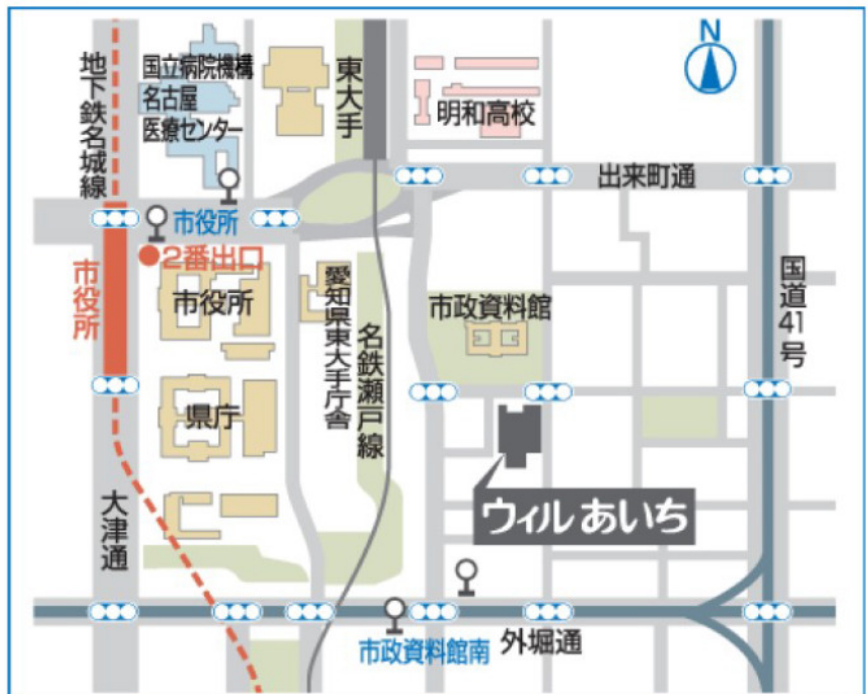 地下鉄名城線
国立病院機構
名古屋
医療センター
東大手
明和高校
N
出来町通
市役所
2番出口
市役所
市役所
愛知県東大手庁舎
名鉄瀬戸線
市政資料館
国道41号
県庁
大津通
ウィルあいち
市政資料館南
外堀通